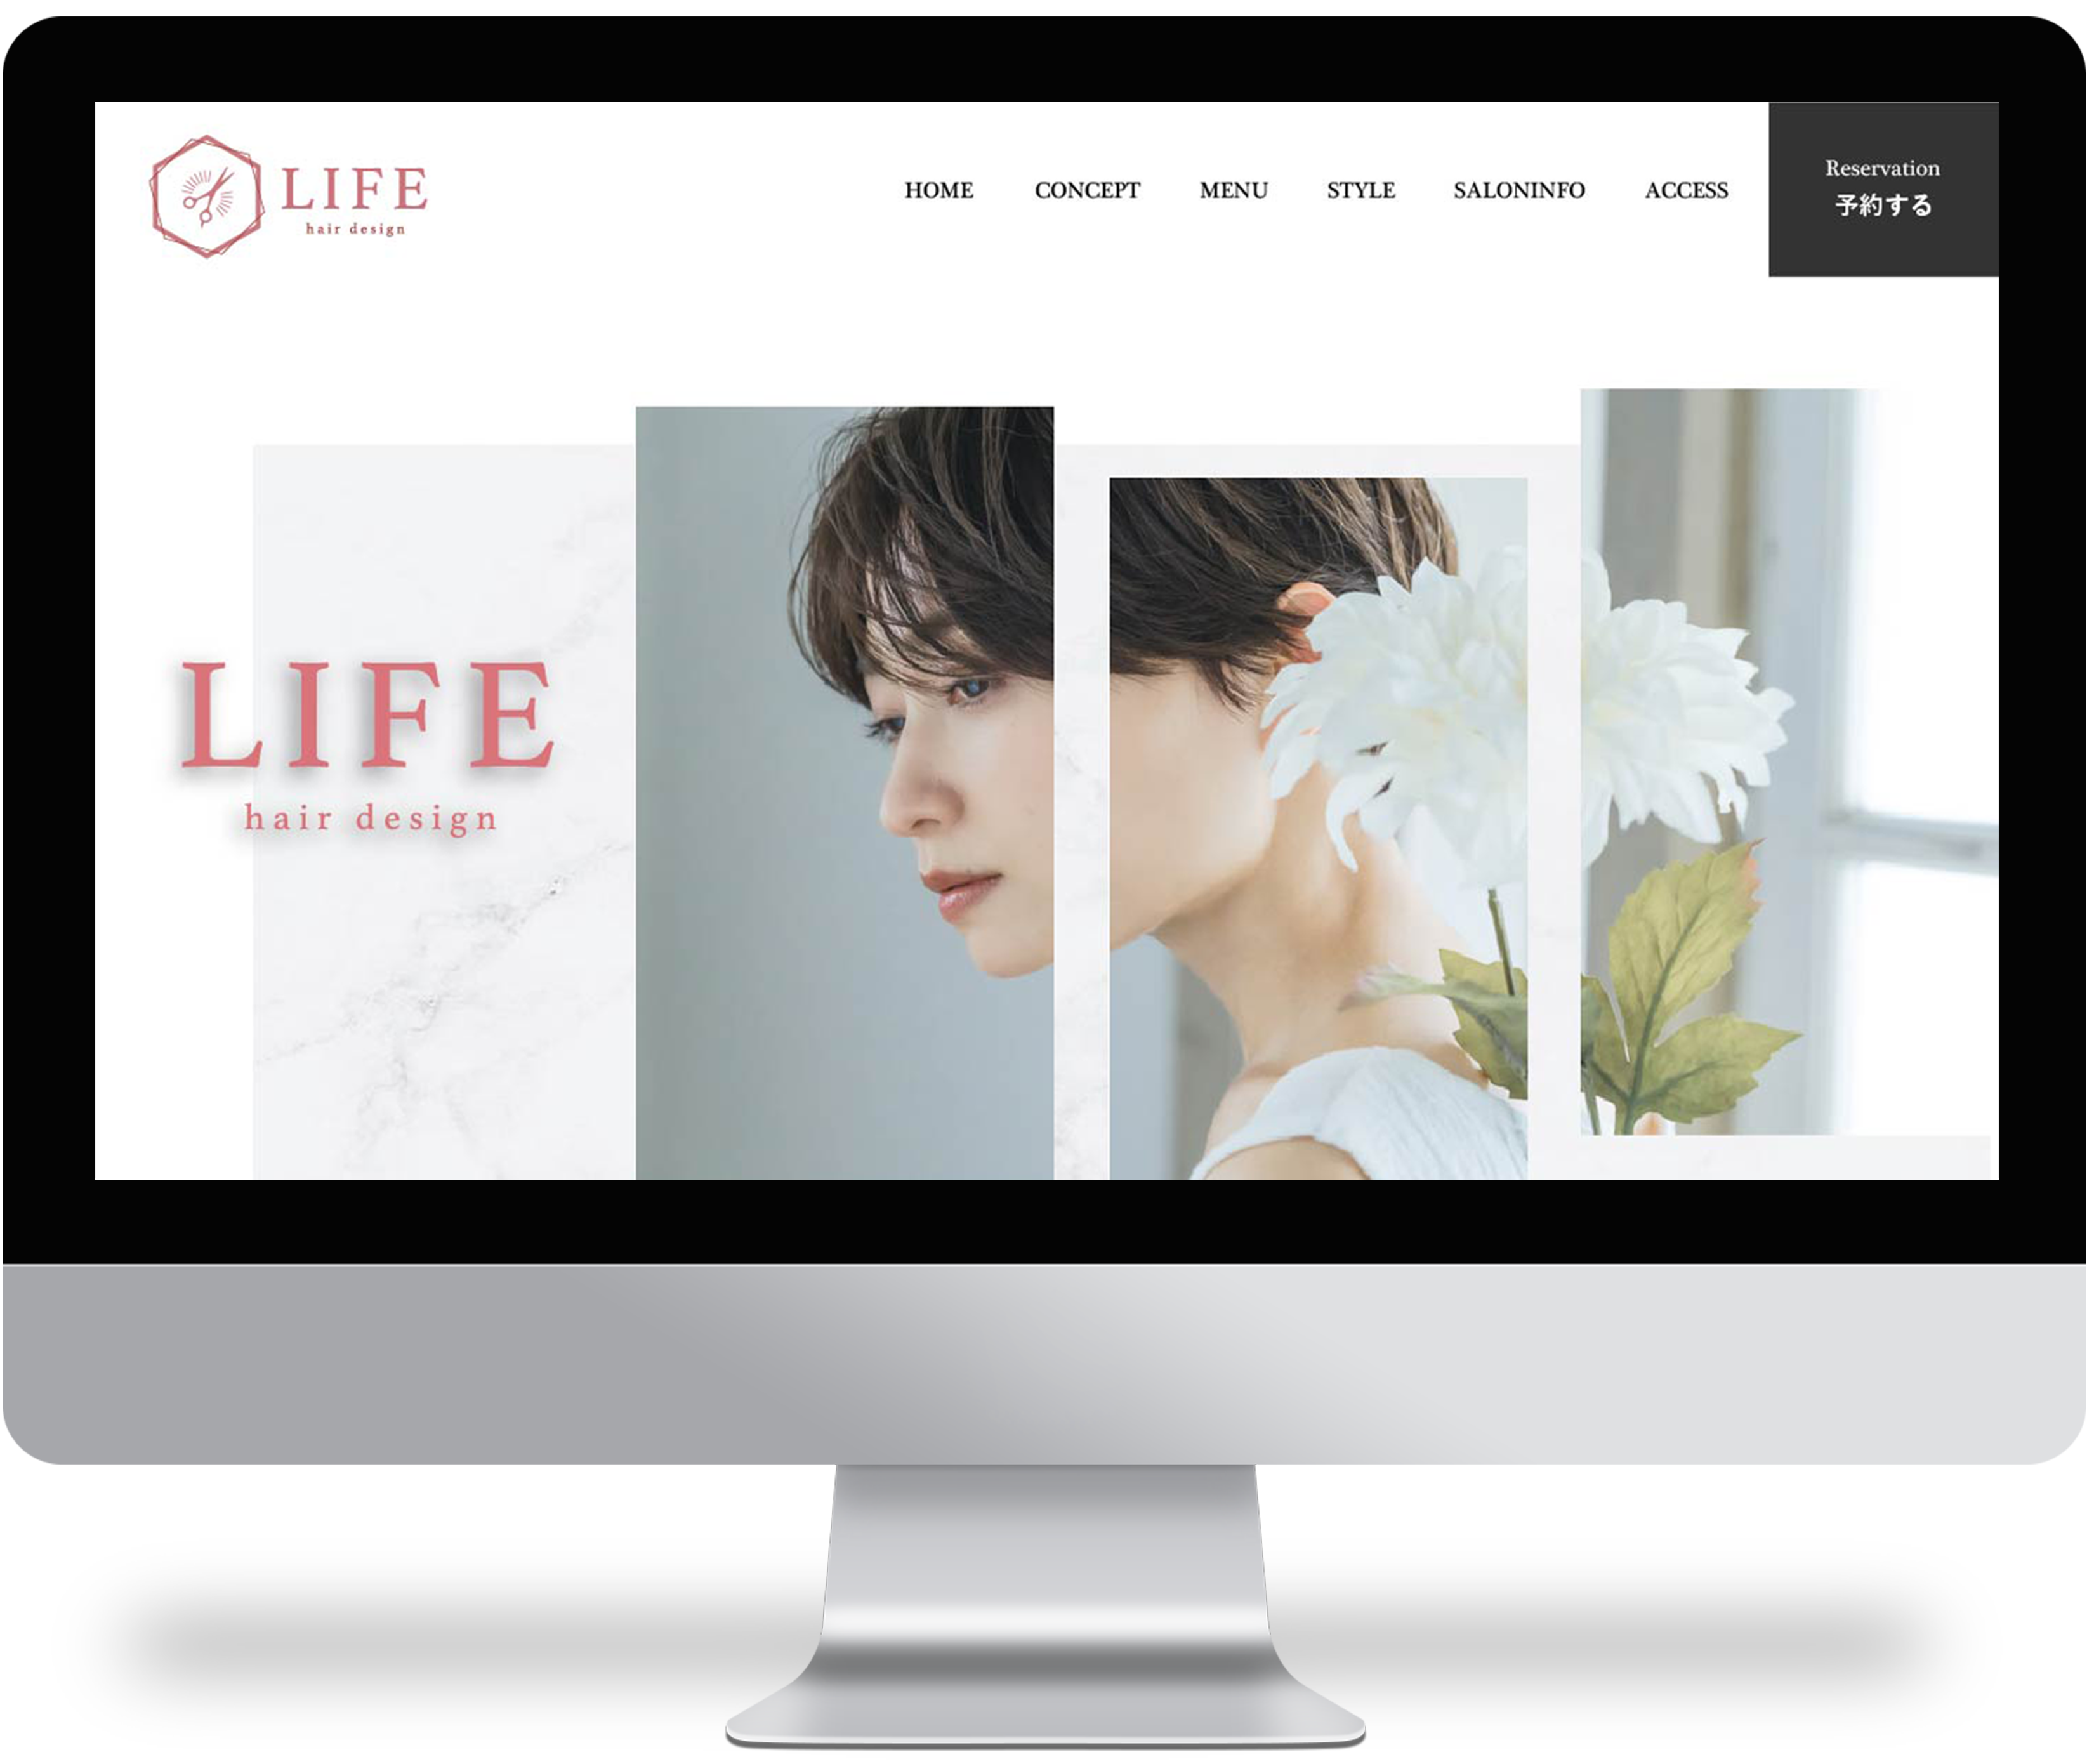 LIFE
hair design
HOME CONCEPT MENU STYLE SALONINFO ACCESS
Reservation
予約する
LIFE
hair design